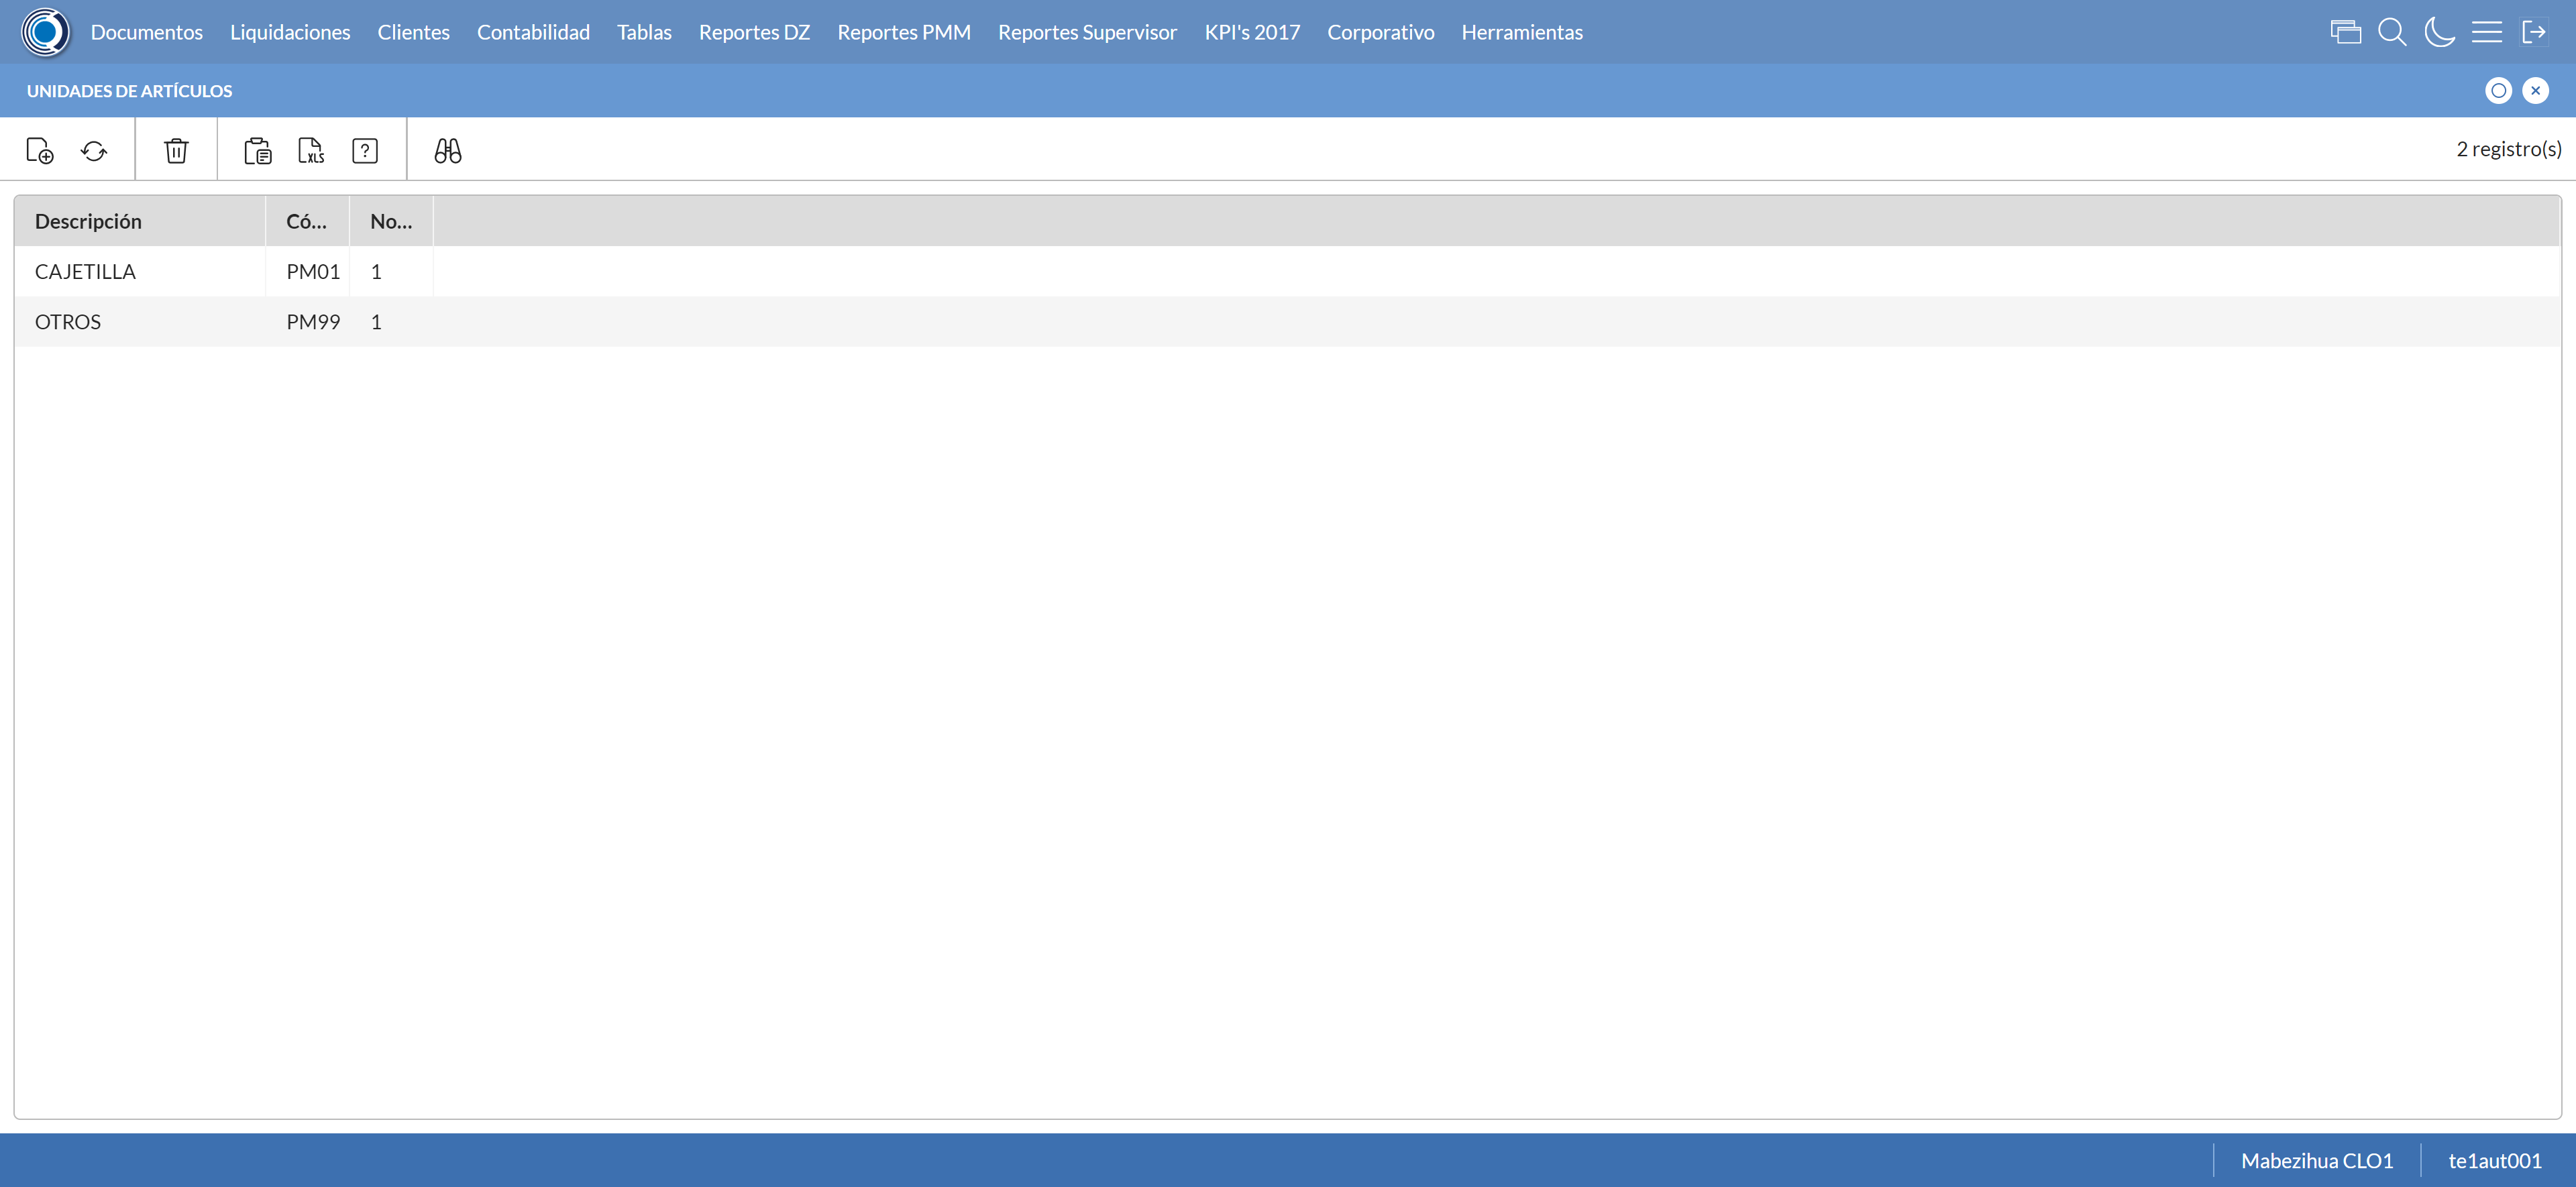 Documentos Liquidaciones Clientes Contabilidad Tablas Reportes DZ Reportes PMM Reportes Supervisor KPI's 2017 Corporativo Herramientas
UNIDADES DE ARTÍCULOS
XLS ? 2 registro(s)
Descripción Có... No...
CAJETILLA PM01 1
OTROS PM99 1
Mabezihua CLO1 te1aut001